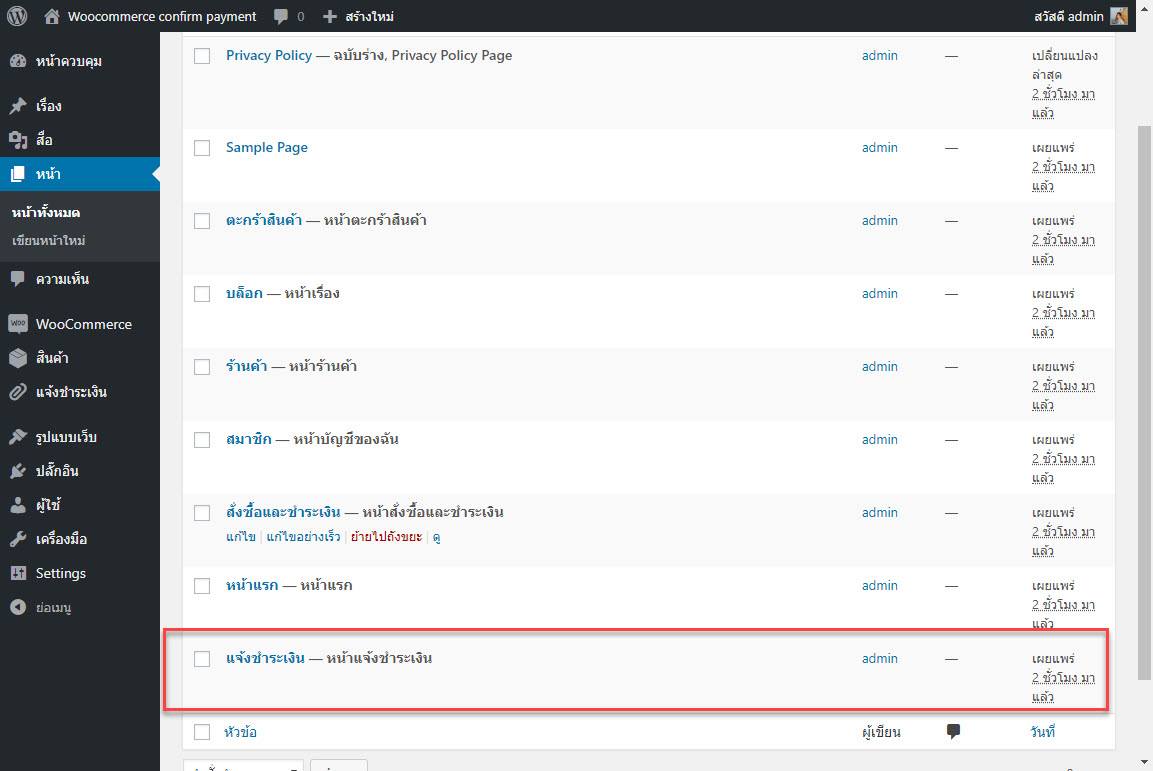 Woocommerce confirm payment 0 สร้างใหม่ สวัสดี admin
หน้าควบคุม
เรื่อง
สื่อ
หน้า
หน้าทั้งหมด
เขียนหน้าใหม่
ความเห็น
WooCommerce
สินค้า
แจ้งชำระเงิน
รูปแบบเว็บ
ปลั๊กอิน
ผู้ใช้
เครื่องมือ
Settings
ย่อเมนู
Privacy Policy — ฉบับร่าง, Privacy Policy Page admin — เปลี่ยนแปลง
ล่าสุด
2 ชั่วโมง มา
แล้ว
Sample Page admin — เผยแพร่
2 ชั่วโมง มา
แล้ว
ตะกร้าสินค้า — หน้าตะกร้าสินค้า admin — เผยแพร่
2 ชั่วโมง มา
แล้ว
บล็อก — หน้าเรื่อง admin — เผยแพร่
2 ชั่วโมง มา
แล้ว
ร้านค้า — หน้าร้านค้า admin — เผยแพร่
2 ชั่วโมง มา
แล้ว
สมาชิก — หน้าบัญชีของฉัน admin — เผยแพร่
2 ชั่วโมง มา
แล้ว
สั่งซื้อและชำระเงิน — หน้าสั่งซื้อและชำระเงิน admin — เผยแพร่
แก้ไข | แก้ไขอย่างเร็ว | ย้ายไปถังขยะ | ดู
2 ชั่วโมง มา
แล้ว
หน้าแรก — หน้าแรก admin — เผยแพร่
2 ชั่วโมง มา
แล้ว
แจ้งชำระเงิน — หน้าแจ้งชำระเงิน admin — เผยแพร่
2 ชั่วโมง มา
แล้ว
หัวข้อ ผู้เขียน วันที่